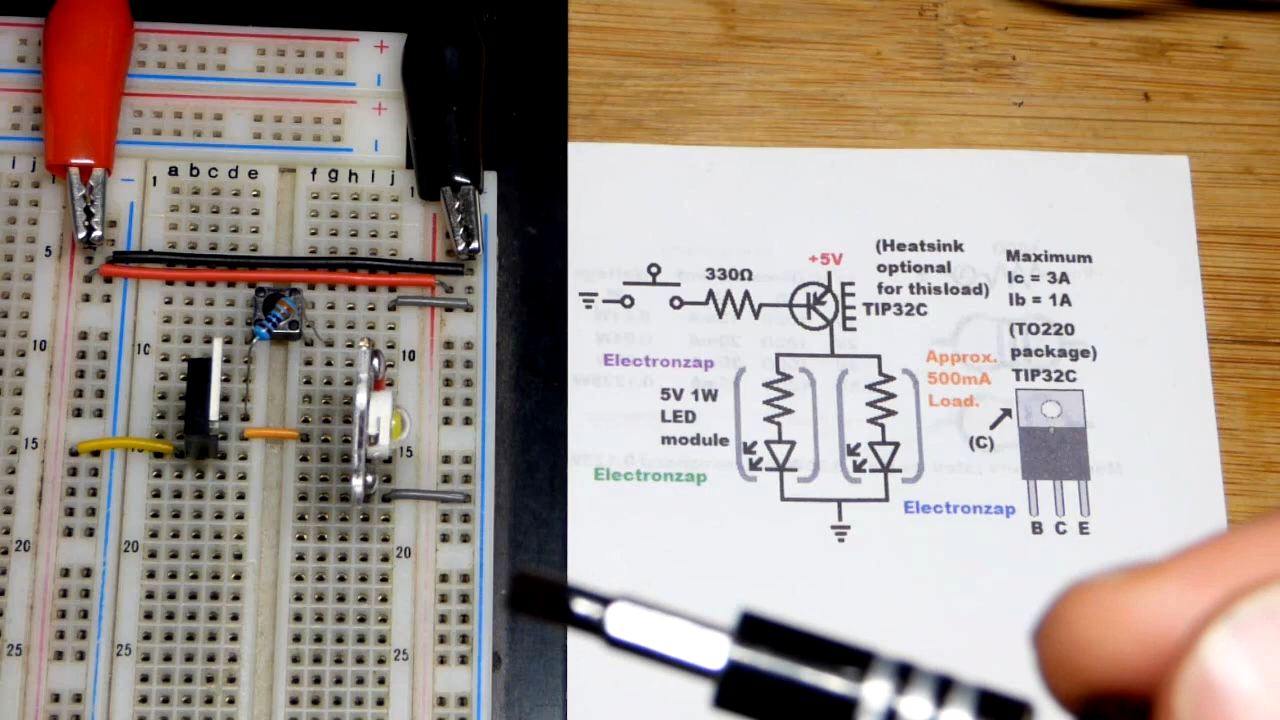 +
+
i j 1 a b c d e f g h i j 1
5
10 10 10
15 15 15
20 20 20
25 25 25
+5V
(Heatsink
optional
for thisload)
TIP32C
330Ω
Maximum
Ic = 3A
Ib = 1A
(TO220
package)
TIP32C
(C)
B C E
Electronzap
5V 1W
LED
module
Approx.
500mA
Load.
Electronzap
Electronzap